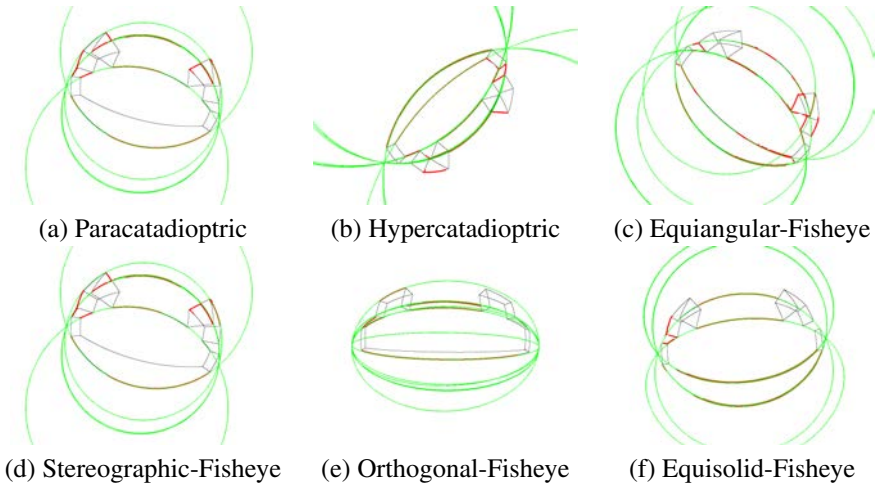 (a) Paracatadioptric
(b) Hypercatadioptric
(c) Equiangular-Fisheye
(d) Stereographic-Fisheye
(e) Orthogonal-Fisheye
(f) Equisolid-Fisheye